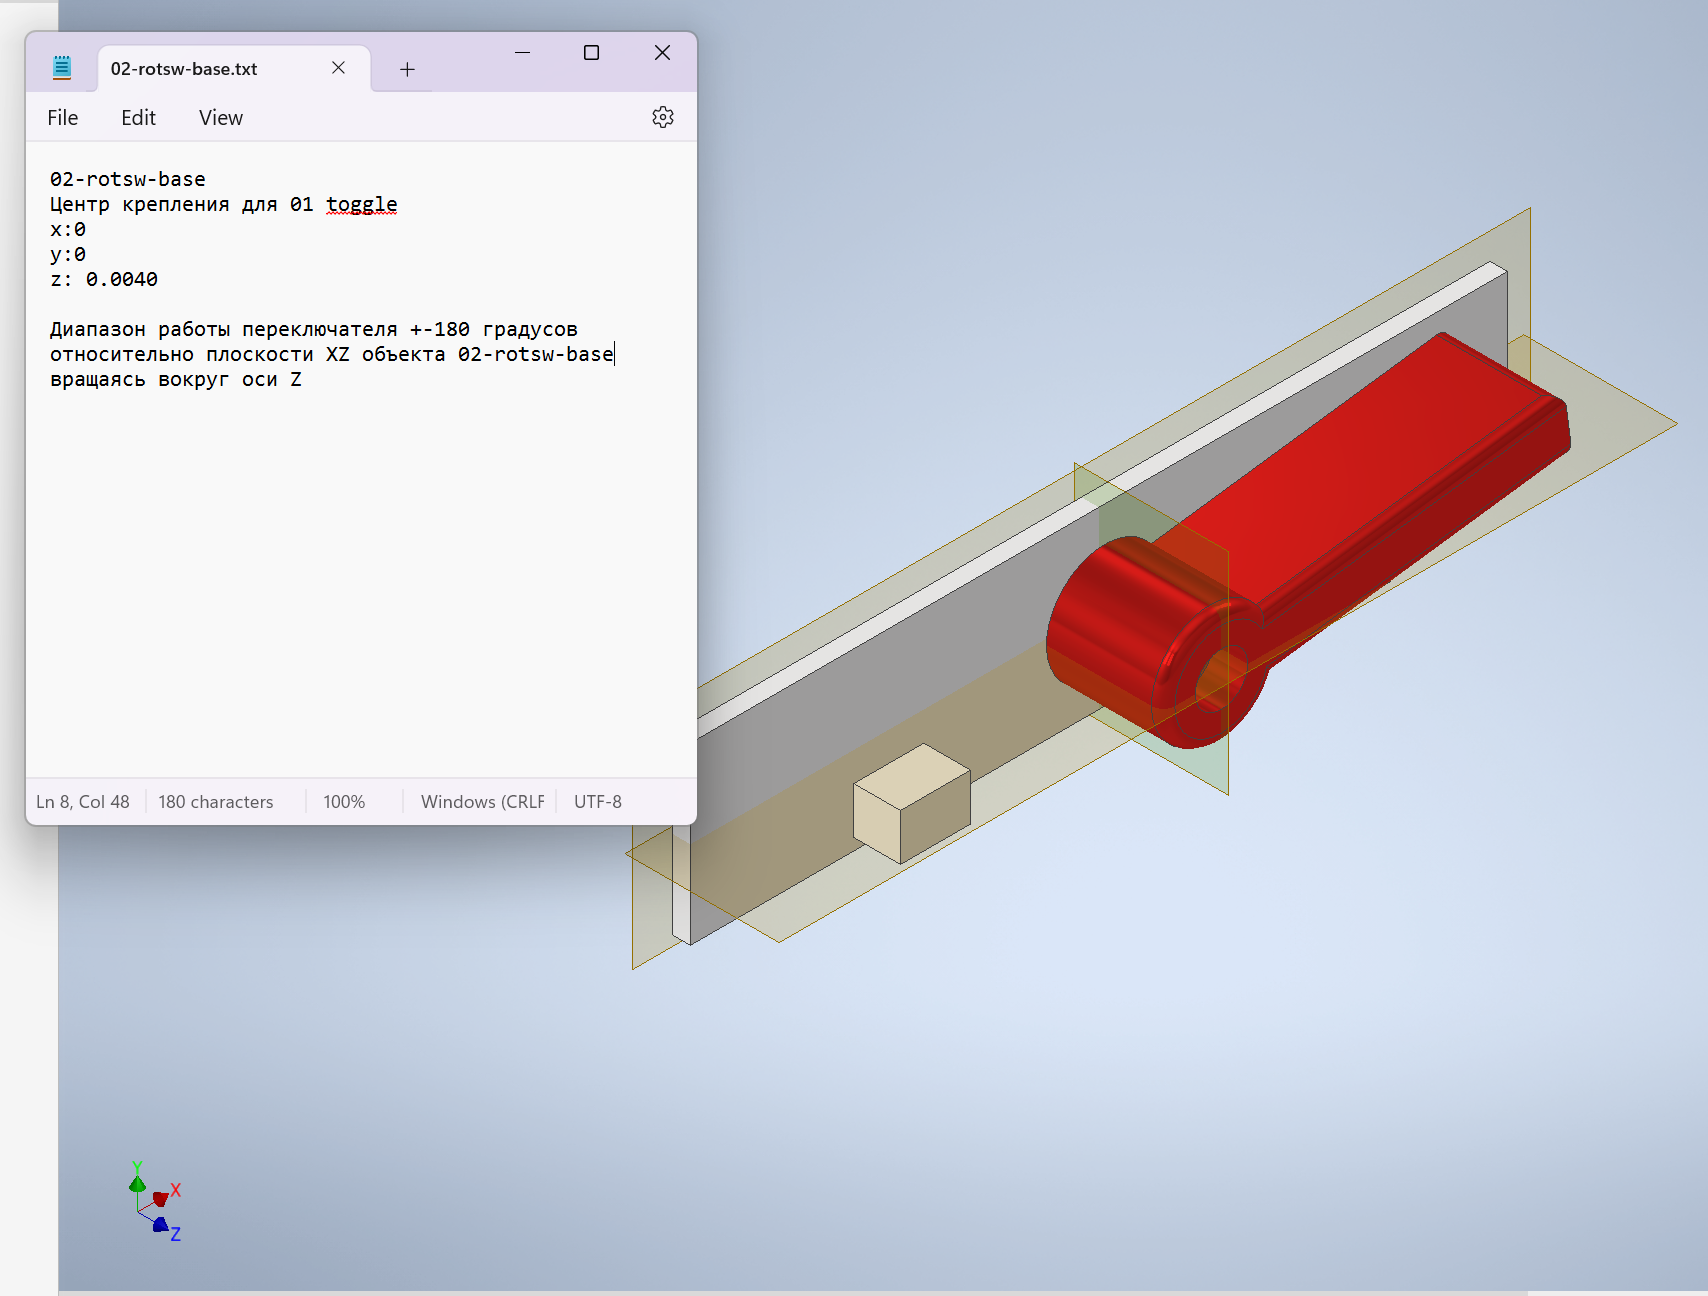 02-rotsw-base.txt
File Edit View
02-rotsw-base
Центр крепления для 01 toggle
x:0
y:0
z: 0.0040
Диапазон работы переключателя +-180 градусов
относительно плоскости XZ объекта 02-rotsw-base
вращаясь вокруг оси Z
Ln 8, Col 48 180 characters 100% Windows (CRLF UTF-8
Y
X
Z